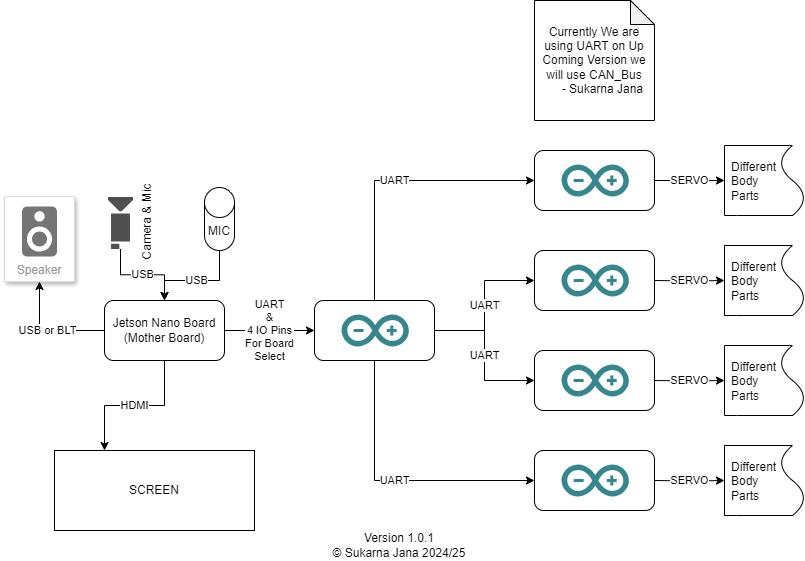 Currently We are
using UART on Up
Coming Version we
will use CAN_Bus
- Sukarna Jana
UART
SERVO
Different
Body
Parts
Camera & Mic
MIC
Speaker
USB
USB
UART
SERVO
Different
Body
Parts
USB or BLT
Jetson Nano Board
(Mother Board)
UART
&
4 IO Pins
For Board
Select
UART
SERVO
Different
Body
Parts
HDMI
SCREEN
UART
SERVO
Different
Body
Parts
Version 1.0.1
© Sukarna Jana 2024/25